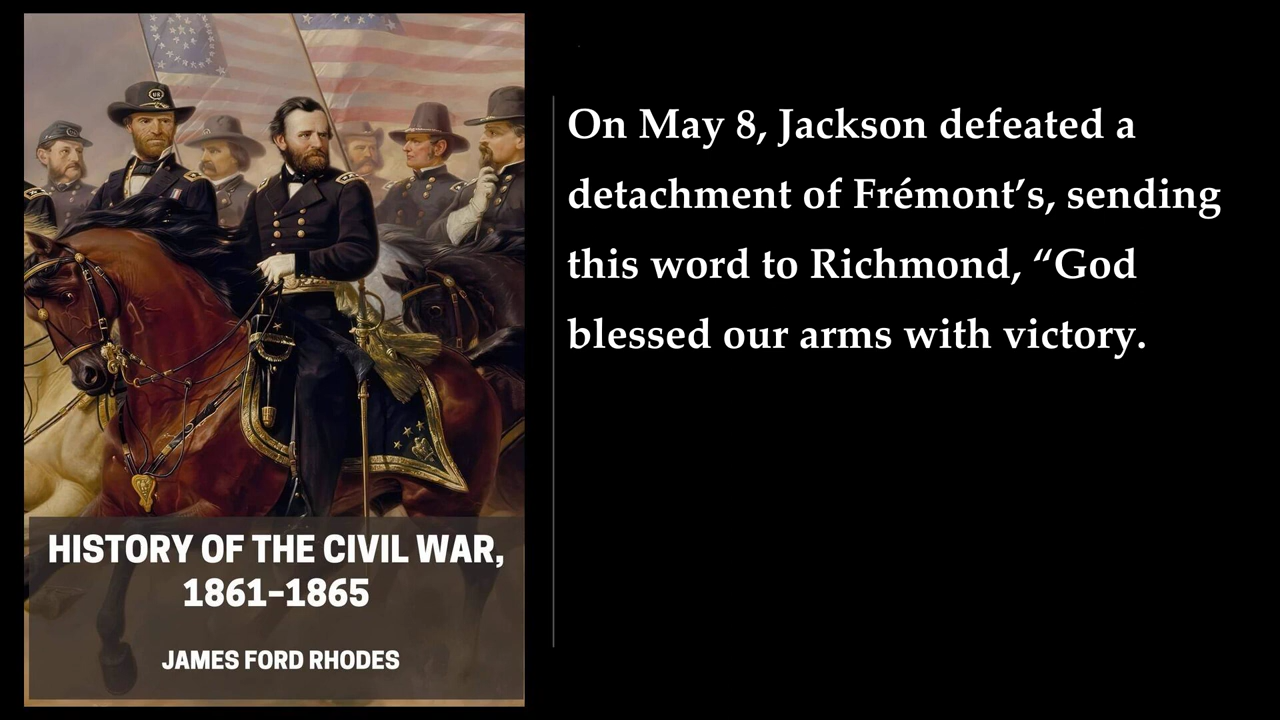 HISTORY OF THE CIVIL WAR,
1861–1865
JAMES FORD RHODES
On May 8, Jackson defeated a
detachment of Frémont’s, sending
this word to Richmond, “God
blessed our arms with victory.